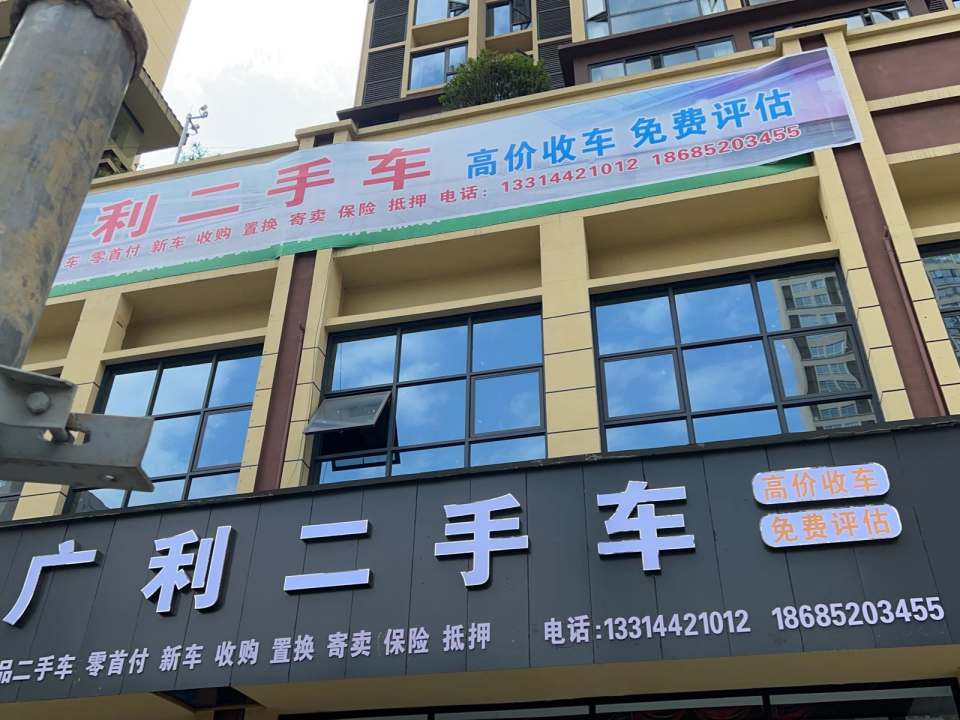 利二手车 高价收车 免费评估
车 零首付 新车 收购 置换 寄卖 保险 抵押 电话：13314421012 18685203455
广利二手车 高价收车
免费评估
品二手车 零首付 新车 收购 置换 寄卖 保险 抵押 电话:13314421012 18685203455